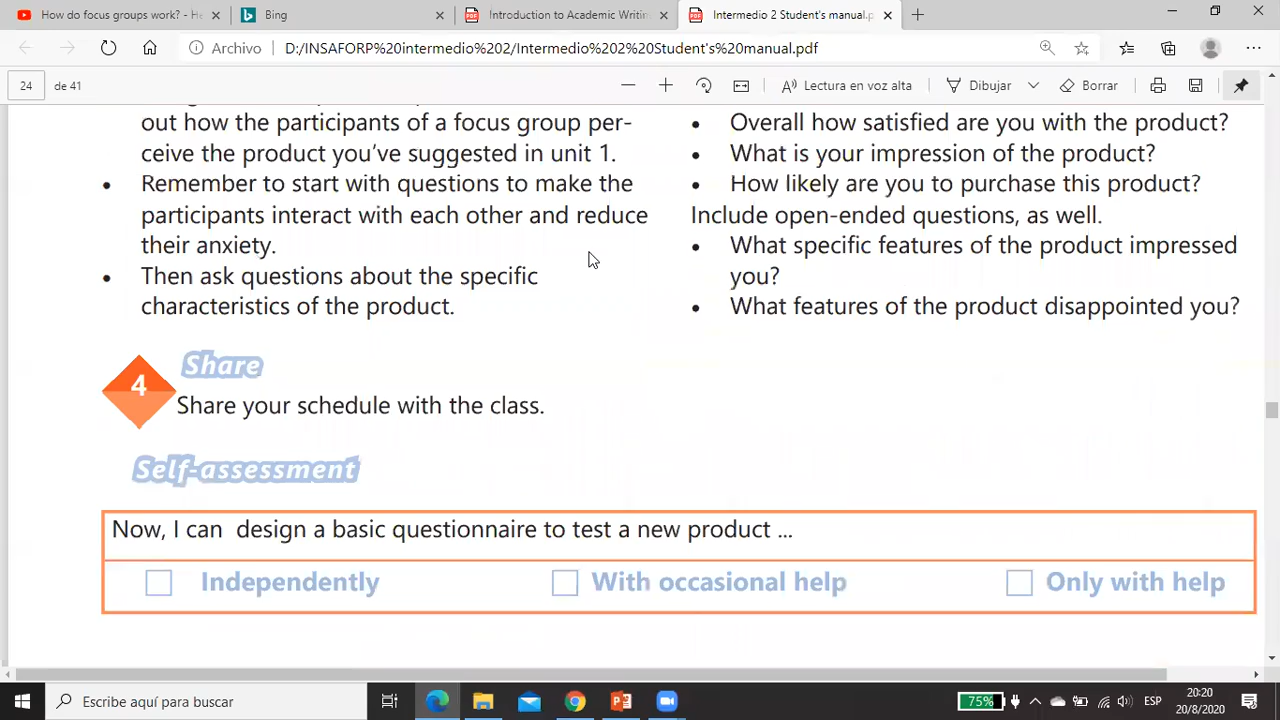 How do focus groups work? - He
Bing
Introduction to Academic Writin
Intermedio 2 Student's manual.p
Archivo
D:/INSAFORP%20intermedio%202/Intermedio%202%20Student's%20manual.pdf
24
de 41
Lectura en voz alta
Dibujar
Borrar
out how the participants of a focus group per-
ceive the product you've suggested in unit 1.
• Remember to start with questions to make the
participants interact with each other and reduce
their anxiety.
• Then ask questions about the specific
characteristics of the product.
• Overall how satisfied are you with the product?
• What is your impression of the product?
• How likely are you to purchase this product?
Include open-ended questions, as well.
• What specific features of the product impressed
you?
• What features of the product disappointed you?
4
Share
Share your schedule with the class.
Self-assessment
Now, I can design a basic questionnaire to test a new product ...
Independently
With occasional help
Only with help
Escribe aquí para buscar
75%
ESP
20:20
20/8/2020